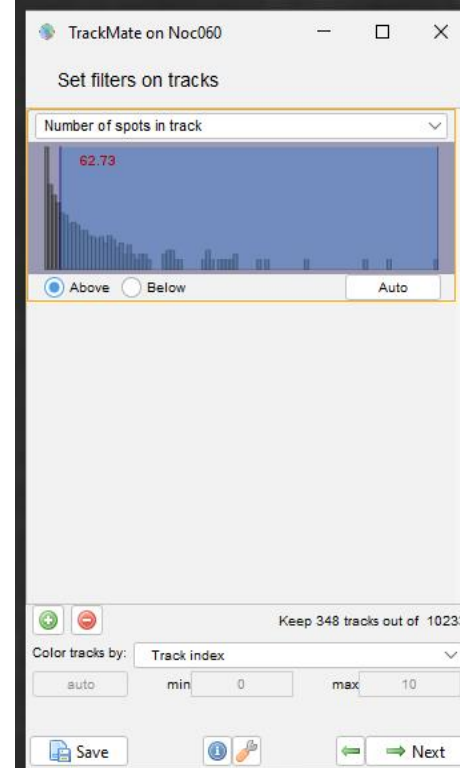 TrackMate on Noc060
Set filters on tracks
Number of spots in track
62.73
Above Below Auto
Keep 348 tracks out of 10233
Color tracks by: Track index
auto min 0 max 10
Save Next